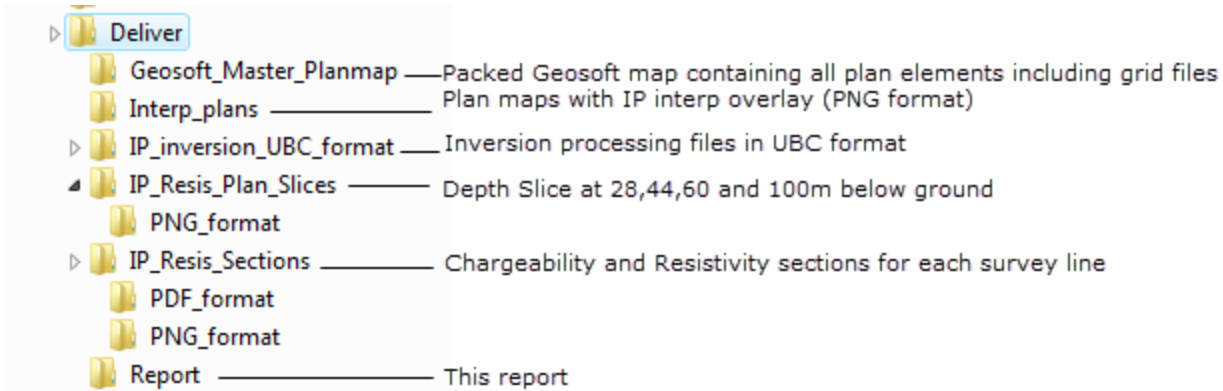 Deliver
Geosoft_Master_Planmap Packed Geosoft map containing all plan elements including grid files
Interp_plans Plan maps with IP interp overlay (PNG format)
IP_inversion_UBC_format Inversion processing files in UBC format
IP_Resis_Plan_Slices Depth Slice at 28,44,60 and 100m below ground
PNG_format
IP_Resis_Sections Chargeability and Resistivity sections for each survey line
PDF_format
PNG_format
Report This report